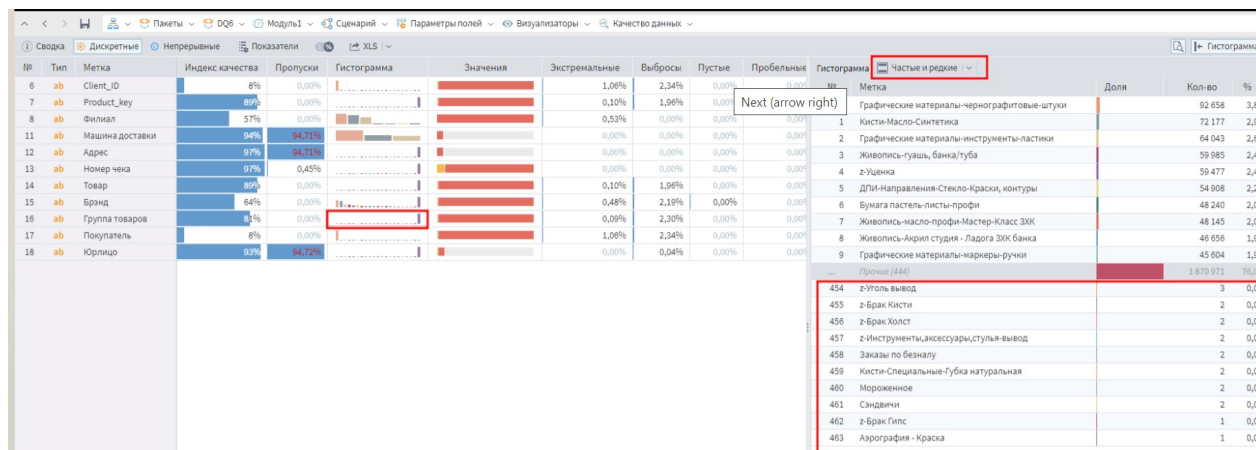 Пакеты DQ6 Модуль1 Сценарий Параметры полей Визуализаторы Качество данных
Сводка Дискретные Непрерывные Показатели XLS
№ Тип Метка Индекс качества Пропуски Гистограмма Значения Экстремальные Выбросы Пустые Пробельные
6 ab Client_ID 8% 0,00% 1,06% 2,34% 0,00%
7 ab Product_key 89% 0,00% 0,10% 1,96% 0,00%
8 ab Филиал 57% 0,00% 0,53% 0,00% 0,00%
11 ab Машина доставки 94% 94,71% 0,00% 0,00% 0,00%
12 ab Адрес 97% 94,71% 0,00% 0,00% 0,00%
13 ab Номер чека 97% 0,45% 0,00% 0,00% 0,00%
14 ab Товар 89% 0,00% 0,10% 1,96% 0,00%
15 ab Брэнд 64% 0,00% 0,48% 2,19% 0,00%
16 ab Группа товаров 81% 0,00% 0,09% 2,30% 0,00%
17 ab Покупатель 8% 0,00% 1,06% 2,34% 0,00%
18 ab Юрлицо 93% 94,72% 0,00% 0,04% 0,00%
Next (arrow right)
Гистограмма Частые и редкие
Метка Доля Кол-во %
Графические материалы-чернографитовые-штуки 92 658
1 Кисти-Масло-Синтетика 72 177
2 Графические материалы-инструменты-ластики 64 043
3 Живопись-гуашь, банка/туба 59 985
4 z-Уценка 59 477
5 ДПИ-Направления-Стекло-Краски, контуры 54 908
6 Бумага пастель-листы-профи 48 240
7 Живопись-масло-профи-Мастер-Класс ЗХК 48 145
8 Живопись-Акрил студия - Ладога ЗХК банка 46 656
9 Графические материалы-маркеры-ручки 45 604
... Прочие (444) 1 870 971
454 z-Уголь вывод 3
455 z-Брак Кисти 2
456 z-Брак Холст 2
457 z-Инструменты,аксессуары,стулья-вывод 2
458 Заказы по безналу 2
459 Кисти-Специальные-Губка натуральная 2
460 Мороженное 2
461 Сэндвичи 2
462 z-Брак Гипс 1
463 Аэрография - Краска 1